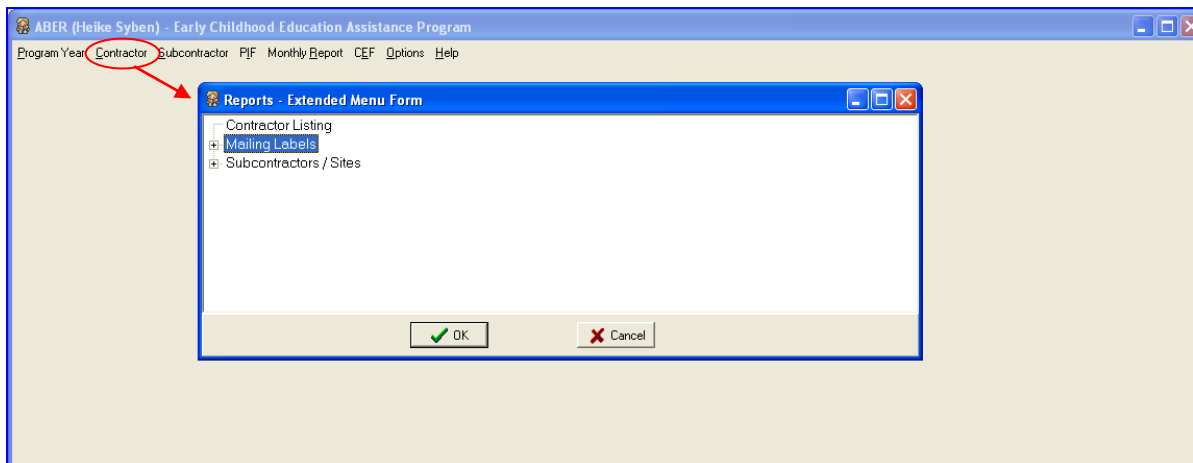 ABER (Heike Syben) - Early Childhood Education Assistance Program
Program Year Contractor Subcontractor PIF Monthly Report CEF Options Help
Reports - Extended Menu Form
Contractor Listing
Mailing Labels
Subcontractors / Sites
OK Cancel